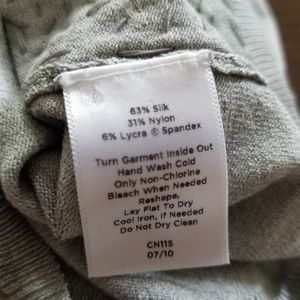 63% Silk
31% Nylon
6% Lycra ® Spandex
Turn Garment Inside Out
Hand Wash Cold
Only Non-Chlorine
Bleach When Needed
Reshape,
Lay Flat To Dry
Cool Iron, If Needed
Do Not Dry Clean
CN115
07/10